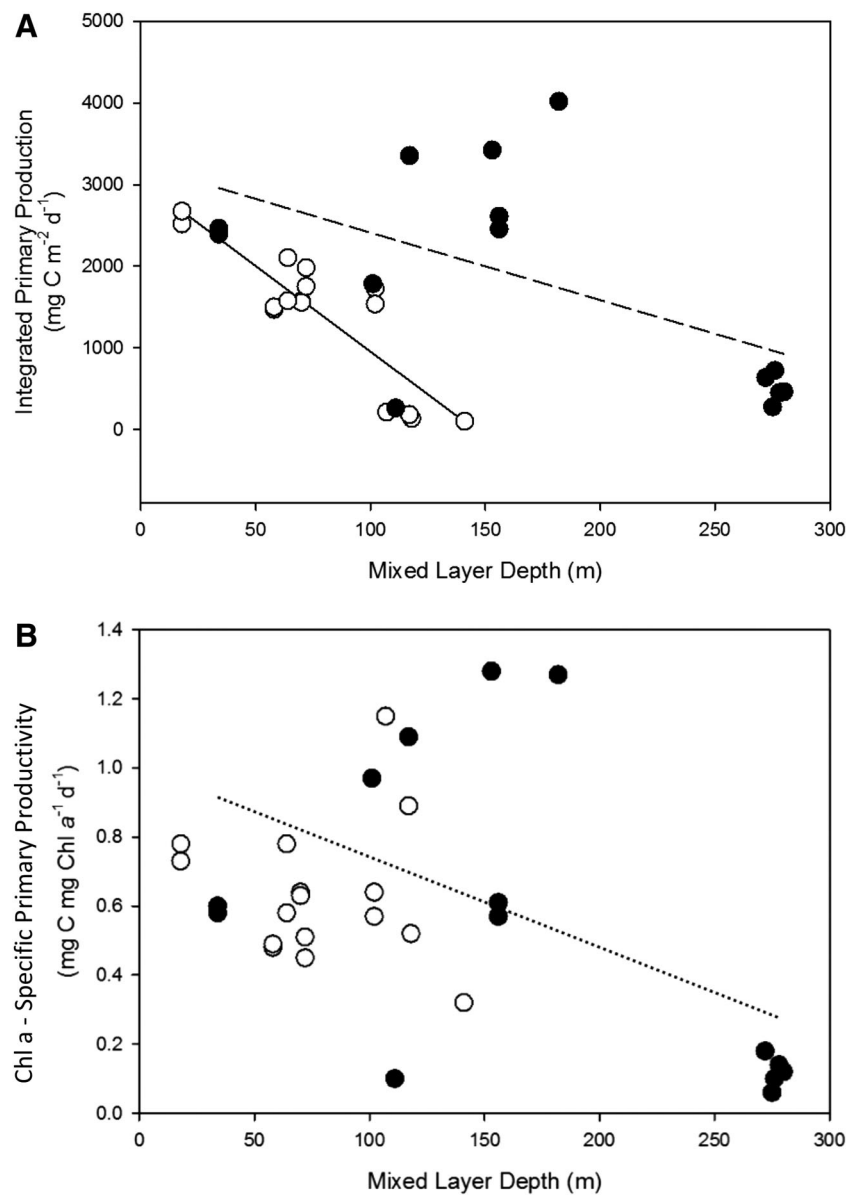 A
5000
4000
3000
2000
1000
0
Integrated Primary Production
(mg C m⁻² d⁻¹)
0 50 100 150 200 250 300
Mixed Layer Depth (m)
B
1.4
1.2
1.0
0.8
0.6
0.4
0.2
0.0
Chl a - Specific Primary Productivity
(mg C mg Chl a⁻¹ d⁻¹)
0 50 100 150 200 250 300
Mixed Layer Depth (m)